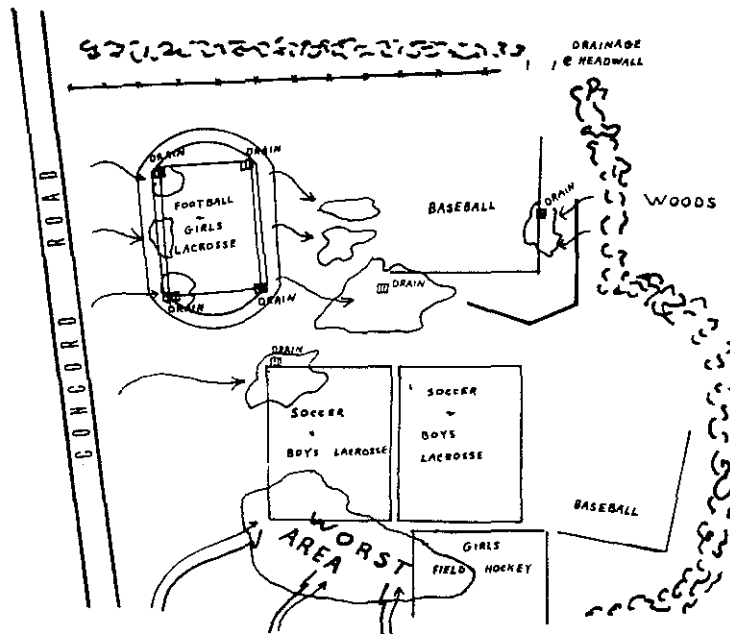 DRAINAGE
@ HEADWALL
DRAIN
DRAIN
FOOTBALL
~
GIRLS
LACROSSE
DRAIN
DRAIN
BASEBALL
DRAIN
WOODS
DRAIN
CONCORD ROAD
DRAIN
SOCCER
~
BOYS LACROSSE
SOCCER
~
BOYS
LACROSSE
WORST
AREA
GIRLS
FIELD HOCKEY
BASEBALL